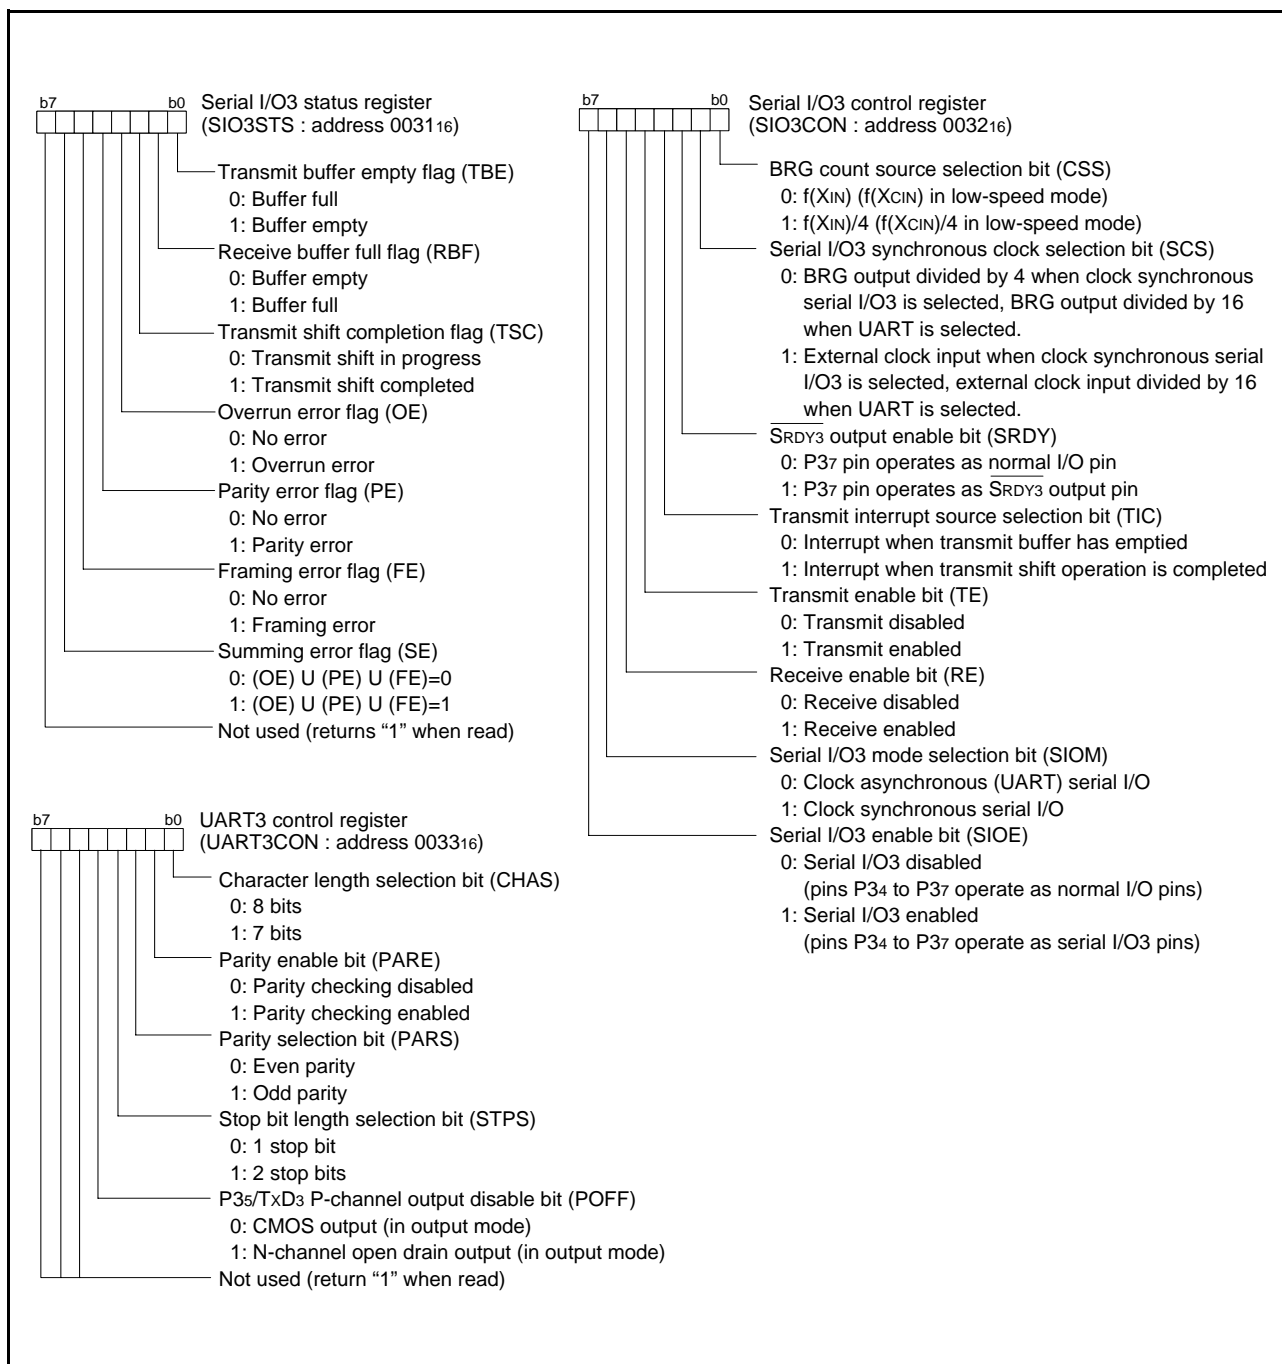 b7 b0 Serial I/O3 status register
(SIO3STS : address 003116)
Transmit buffer empty flag (TBE)
0: Buffer full
1: Buffer empty
Receive buffer full flag (RBF)
0: Buffer empty
1: Buffer full
Transmit shift completion flag (TSC)
0: Transmit shift in progress
1: Transmit shift completed
Overrun error flag (OE)
0: No error
1: Overrun error
Parity error flag (PE)
0: No error
1: Parity error
Framing error flag (FE)
0: No error
1: Framing error
Summing error flag (SE)
0: (OE) U (PE) U (FE)=0
1: (OE) U (PE) U (FE)=1
Not used (returns “1” when read)
b7 b0 UART3 control register
(UART3CON : address 003316)
Character length selection bit (CHAS)
0: 8 bits
1: 7 bits
Parity enable bit (PARE)
0: Parity checking disabled
1: Parity checking enabled
Parity selection bit (PARS)
0: Even parity
1: Odd parity
Stop bit length selection bit (STPS)
0: 1 stop bit
1: 2 stop bits
P35/TXD3 P-channel output disable bit (POFF)
0: CMOS output (in output mode)
1: N-channel open drain output (in output mode)
Not used (return “1” when read)
b7 b0 Serial I/O3 control register
(SIO3CON : address 003216)
BRG count source selection bit (CSS)
0: f(XIN) (f(XCIN) in low-speed mode)
1: f(XIN)/4 (f(XCIN)/4 in low-speed mode)
Serial I/O3 synchronous clock selection bit (SCS)
0: BRG output divided by 4 when clock synchronous
serial I/O3 is selected, BRG output divided by 16
when UART is selected.
1: External clock input when clock synchronous serial
I/O3 is selected, external clock input divided by 16
when UART is selected.
SRDY3 output enable bit (SRDY)
0: P37 pin operates as normal I/O pin
1: P37 pin operates as SRDY3 output pin
Transmit interrupt source selection bit (TIC)
0: Interrupt when transmit buffer has emptied
1: Interrupt when transmit shift operation is completed
Transmit enable bit (TE)
0: Transmit disabled
1: Transmit enabled
Receive enable bit (RE)
0: Receive disabled
1: Receive enabled
Serial I/O3 mode selection bit (SIOM)
0: Clock asynchronous (UART) serial I/O
1: Clock synchronous serial I/O
Serial I/O3 enable bit (SIOE)
0: Serial I/O3 disabled
(pins P34 to P37 operate as normal I/O pins)
1: Serial I/O3 enabled
(pins P34 to P37 operate as serial I/O3 pins)